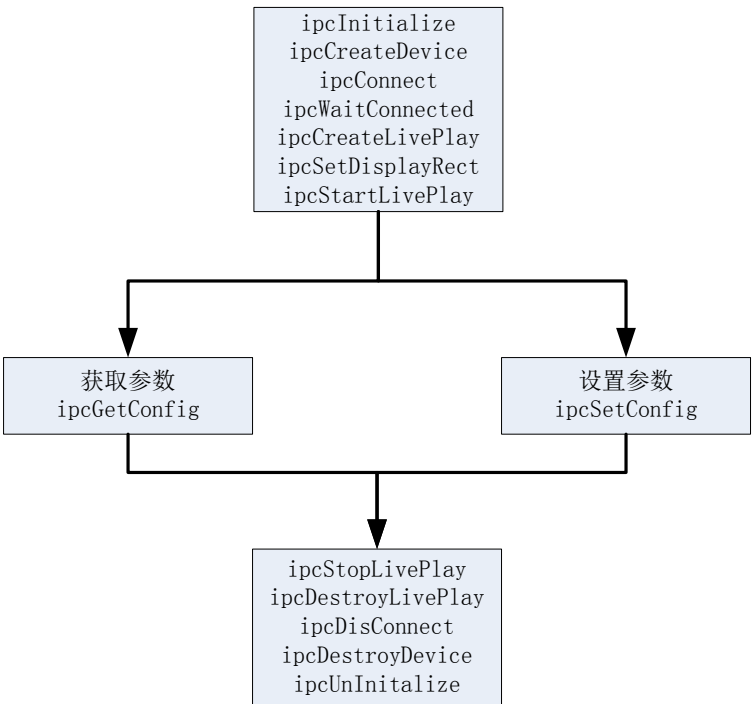 ipcInitialize
ipcCreateDevice
ipcConnect
ipcWaitConnected
ipcCreateLivePlay
ipcSetDisplayRect
ipcStartLivePlay
获取参数
ipcGetConfig
设置参数
ipcSetConfig
ipcStopLivePlay
ipcDestroyLivePlay
ipcDisConnect
ipcDestroyDevice
ipcUnInitalize